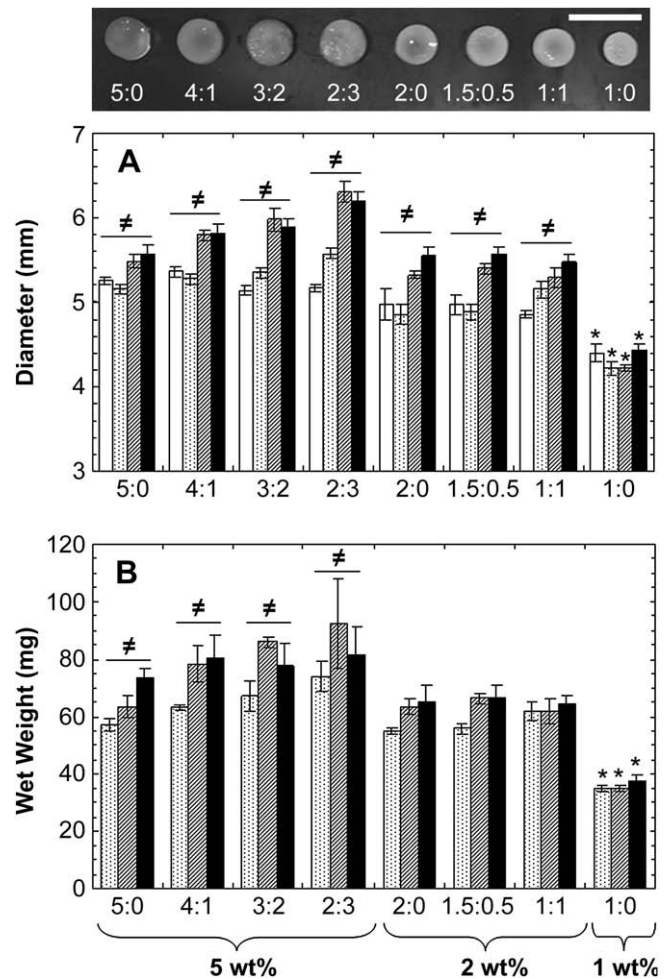 5:0 4:1 3:2 2:3 2:0 1.5:0.5 1:1 1:0
7
A
≠ ≠ ≠ ≠ ≠ ≠ ≠
6
Diameter (mm)
5
* * * *
4
3
5:0 4:1 3:2 2:3 2:0 1.5:0.5 1:1 1:0
120
B
≠ ≠ ≠ ≠
100
80
Wet Weight (mg)
60
* * *
40
20
0
5:0 4:1 3:2 2:3 2:0 1.5:0.5 1:1 1:0
5 wt% 2 wt% 1 wt%